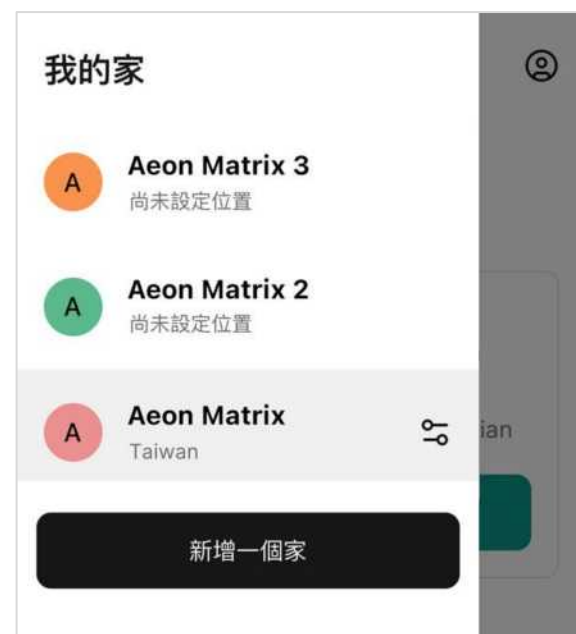 我的家
A
Aeon Matrix 3
尚未設定位置
A
Aeon Matrix 2
尚未設定位置
A
Aeon Matrix
Taiwan
ian
新增一個家